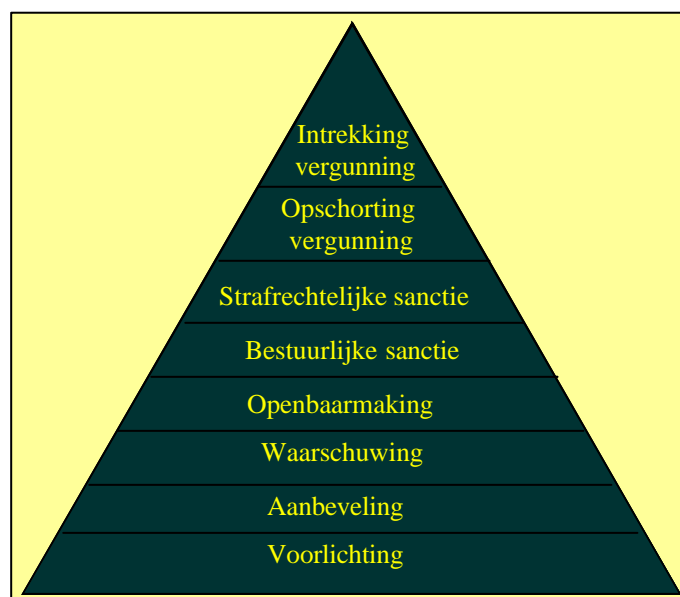 Intrekking
vergunning
Opschorting
vergunning
Strafrechtelijke sanctie
Bestuurlijke sanctie
Openbaarmaking
Waarschuwing
Aanbeveling
Voorlichting